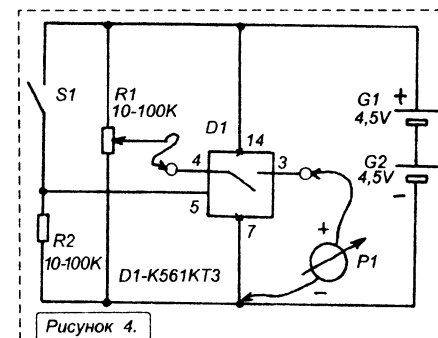 S1
R1
10-100K
D1
14
4
3
5
7
G1
+
4,5V
G2
4,5V
-
R2
10-100K
D1-К561КТ3
+
P1
-
Рисунок 4.